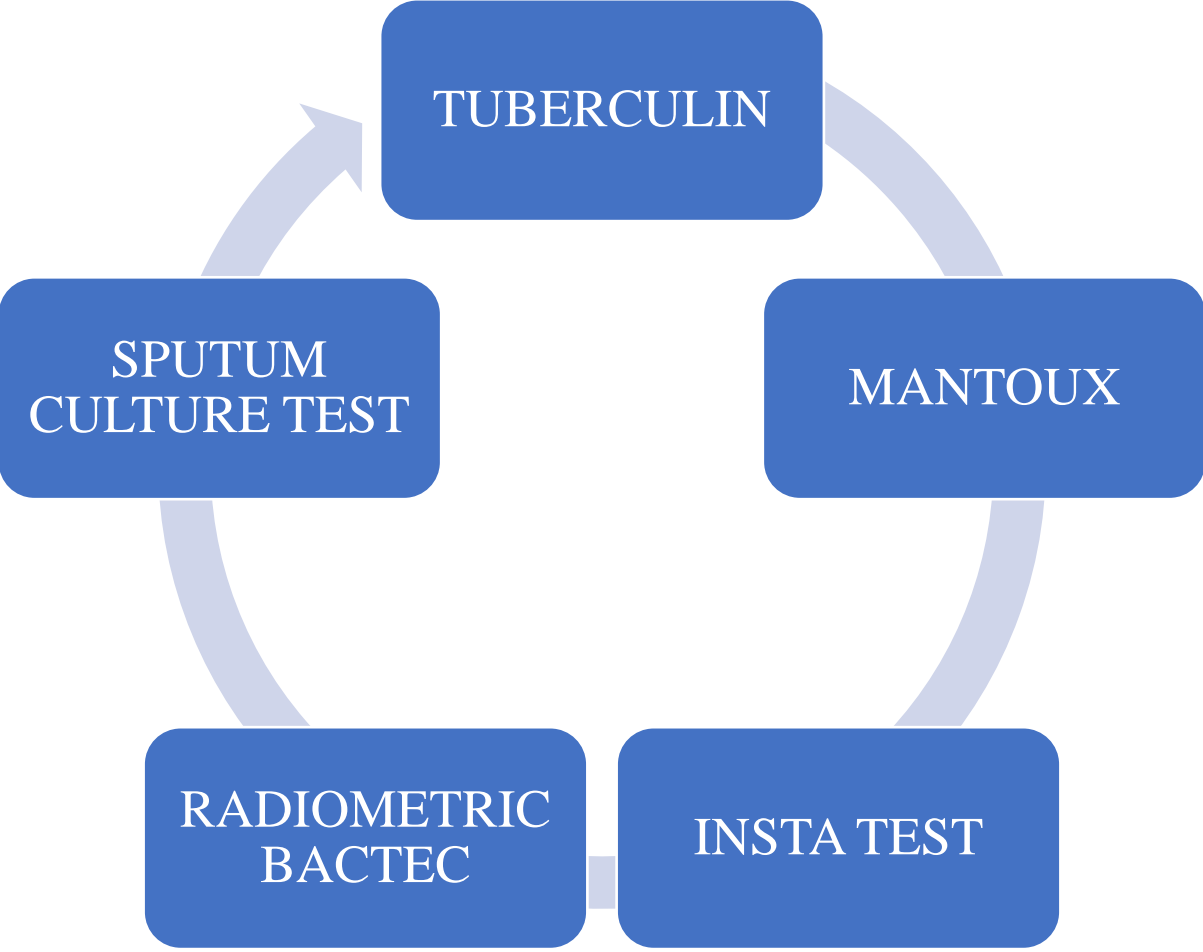 TUBERCULIN
MANTOUX
INSTA TEST
RADIOMETRIC
BACTEC
SPUTUM
CULTURE TEST